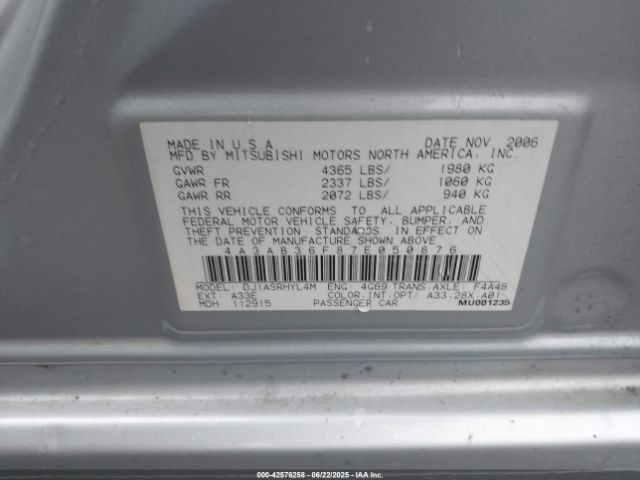 MADE IN U.S.A. DATE NOV 2006
MFD BY MITSUBISHI MOTORS NORTH AMERICA, INC.
GVWR 4365 LBS/ 1980 KG
GAWR FR 2337 LBS/ 1060 KG
GAWR RR 2072 LBS/ 940 KG
THIS VEHICLE CONFORMS TO ALL APPLICABLE
FEDERAL MOTOR VEHICLE SAFETY, BUMPER, AND
THEFT PREVENTION STANDARDS IN EFFECT ON
THE DATE OF MANUFACTURE SHOWN ABOVE.
4A3AB36F87E050876
MODEL: DJ1ASRHYL4M ENG: 4G69 TRANS.AXLE: F4A48
EXT: A33E COLOR.INT.OPT: A33.28X.A01
MDH 112915 PASSENGER CAR MU001235
000-42576258 - 06/22/2025 - IAA, Inc.